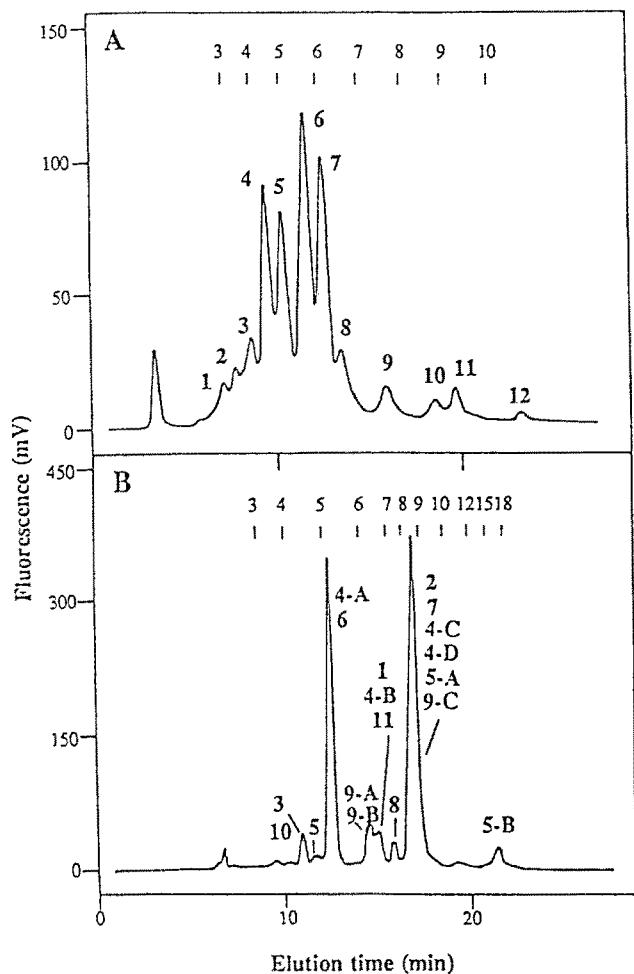 A
3 4 5 6 7 8 9 10
150
100
50
0
1 2 3 4 5 6 7 8 9 10 11 12
10 20
B
3 4 5 6 7 8 9 10 12 15 18
450
300
150
0
3
10
5
4-A
6
9-A
9-B
1
4-B
11
8
2
7
4-C
4-D
5-A
9-C
5-B
0 10 20
Fluorescence (mV)
Elution time (min)